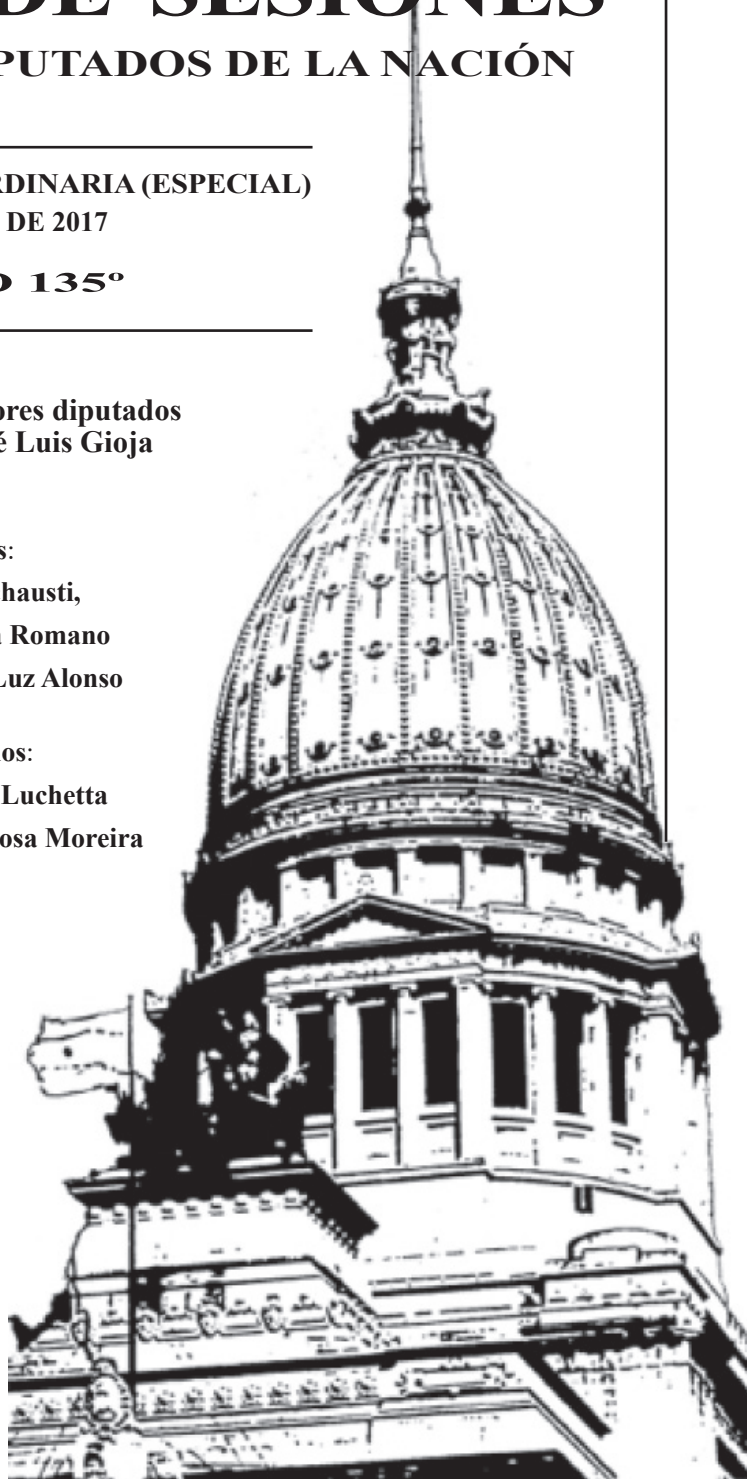 DE SESIONES
PUTADOS DE LA NACIÓN
RDINARIA (ESPECIAL)
DE 2017
O 135º
ores diputados
é Luis Gioja
s:
hausti,
a Romano
Luz Alonso
ios:
Luchetta
osa Moreira